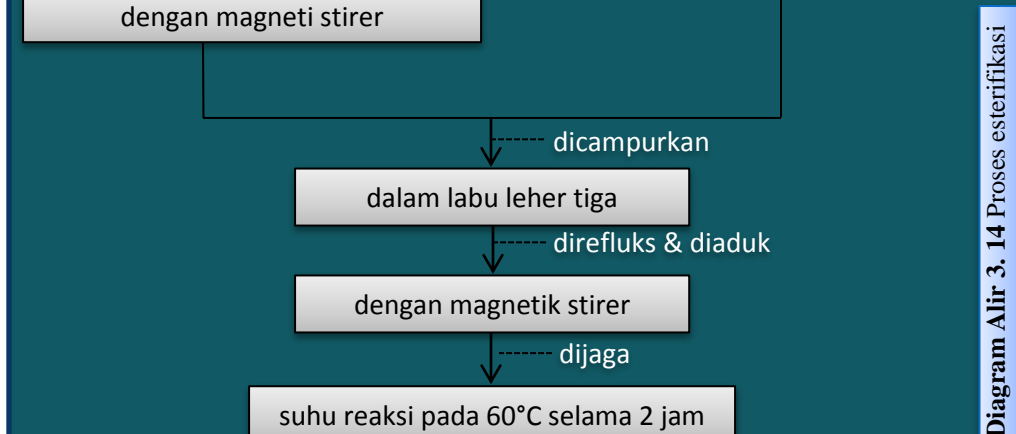 dengan magneti stirer
dicampurkan
dalam labu leher tiga
direfluks & diaduk
dengan magnetik stirer
dijaga
suhu reaksi pada 60°C selama 2 jam
Diagram Alir 3. 14 Proses esterifikasi